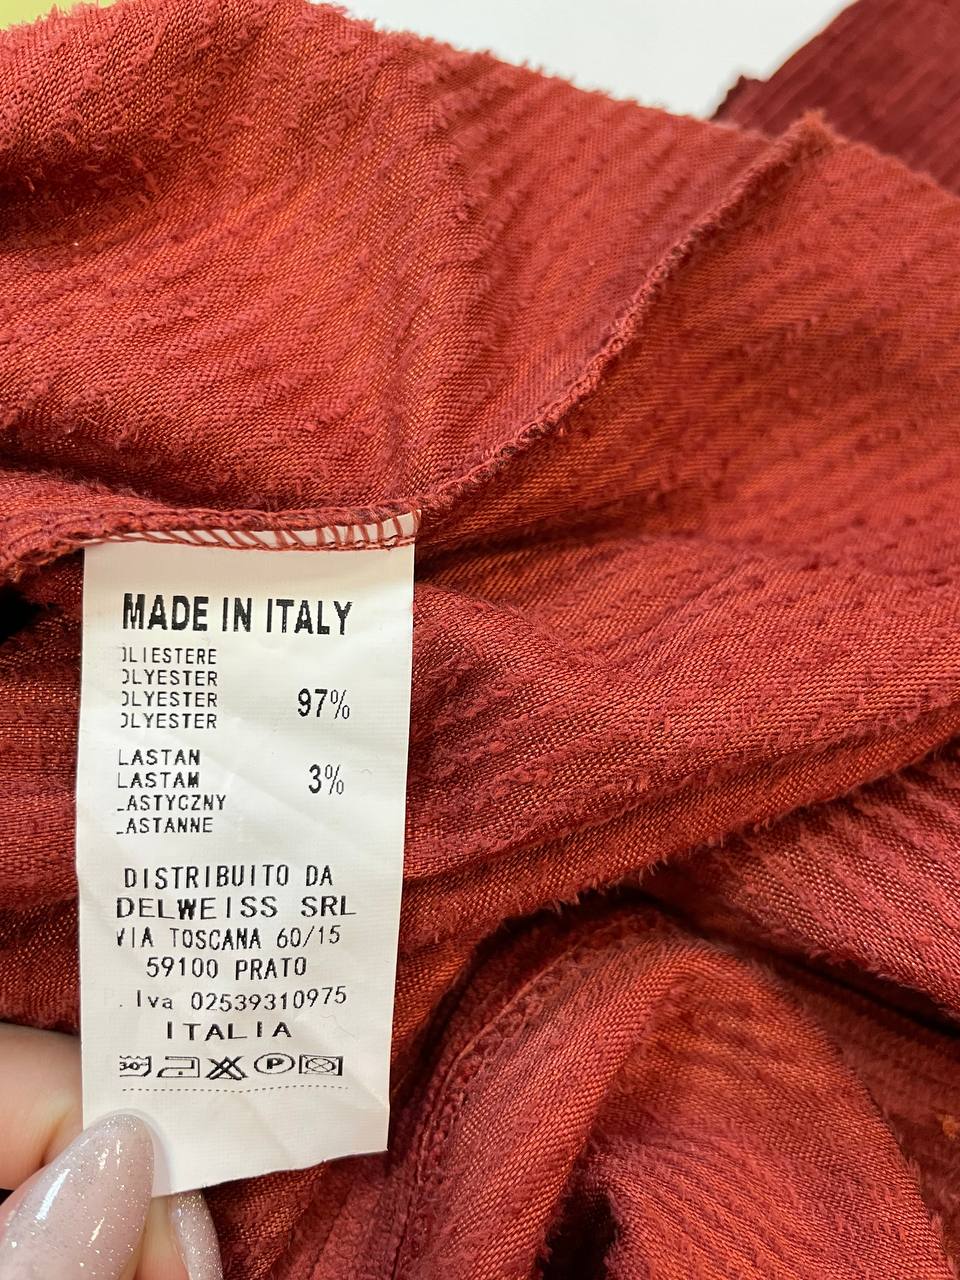 MADE IN ITALY
OLIESTERE
OLYESTER
OLYESTER 97%
OLYESTER
LASTAN
LASTAM 3%
LASTYCZNY
LASTANNE
DISTRIBUITO DA
DELWEISS SRL
VIA TOSCANA 60/15
59100 PRATO
. Iva 02539310975
ITALIA
30° P